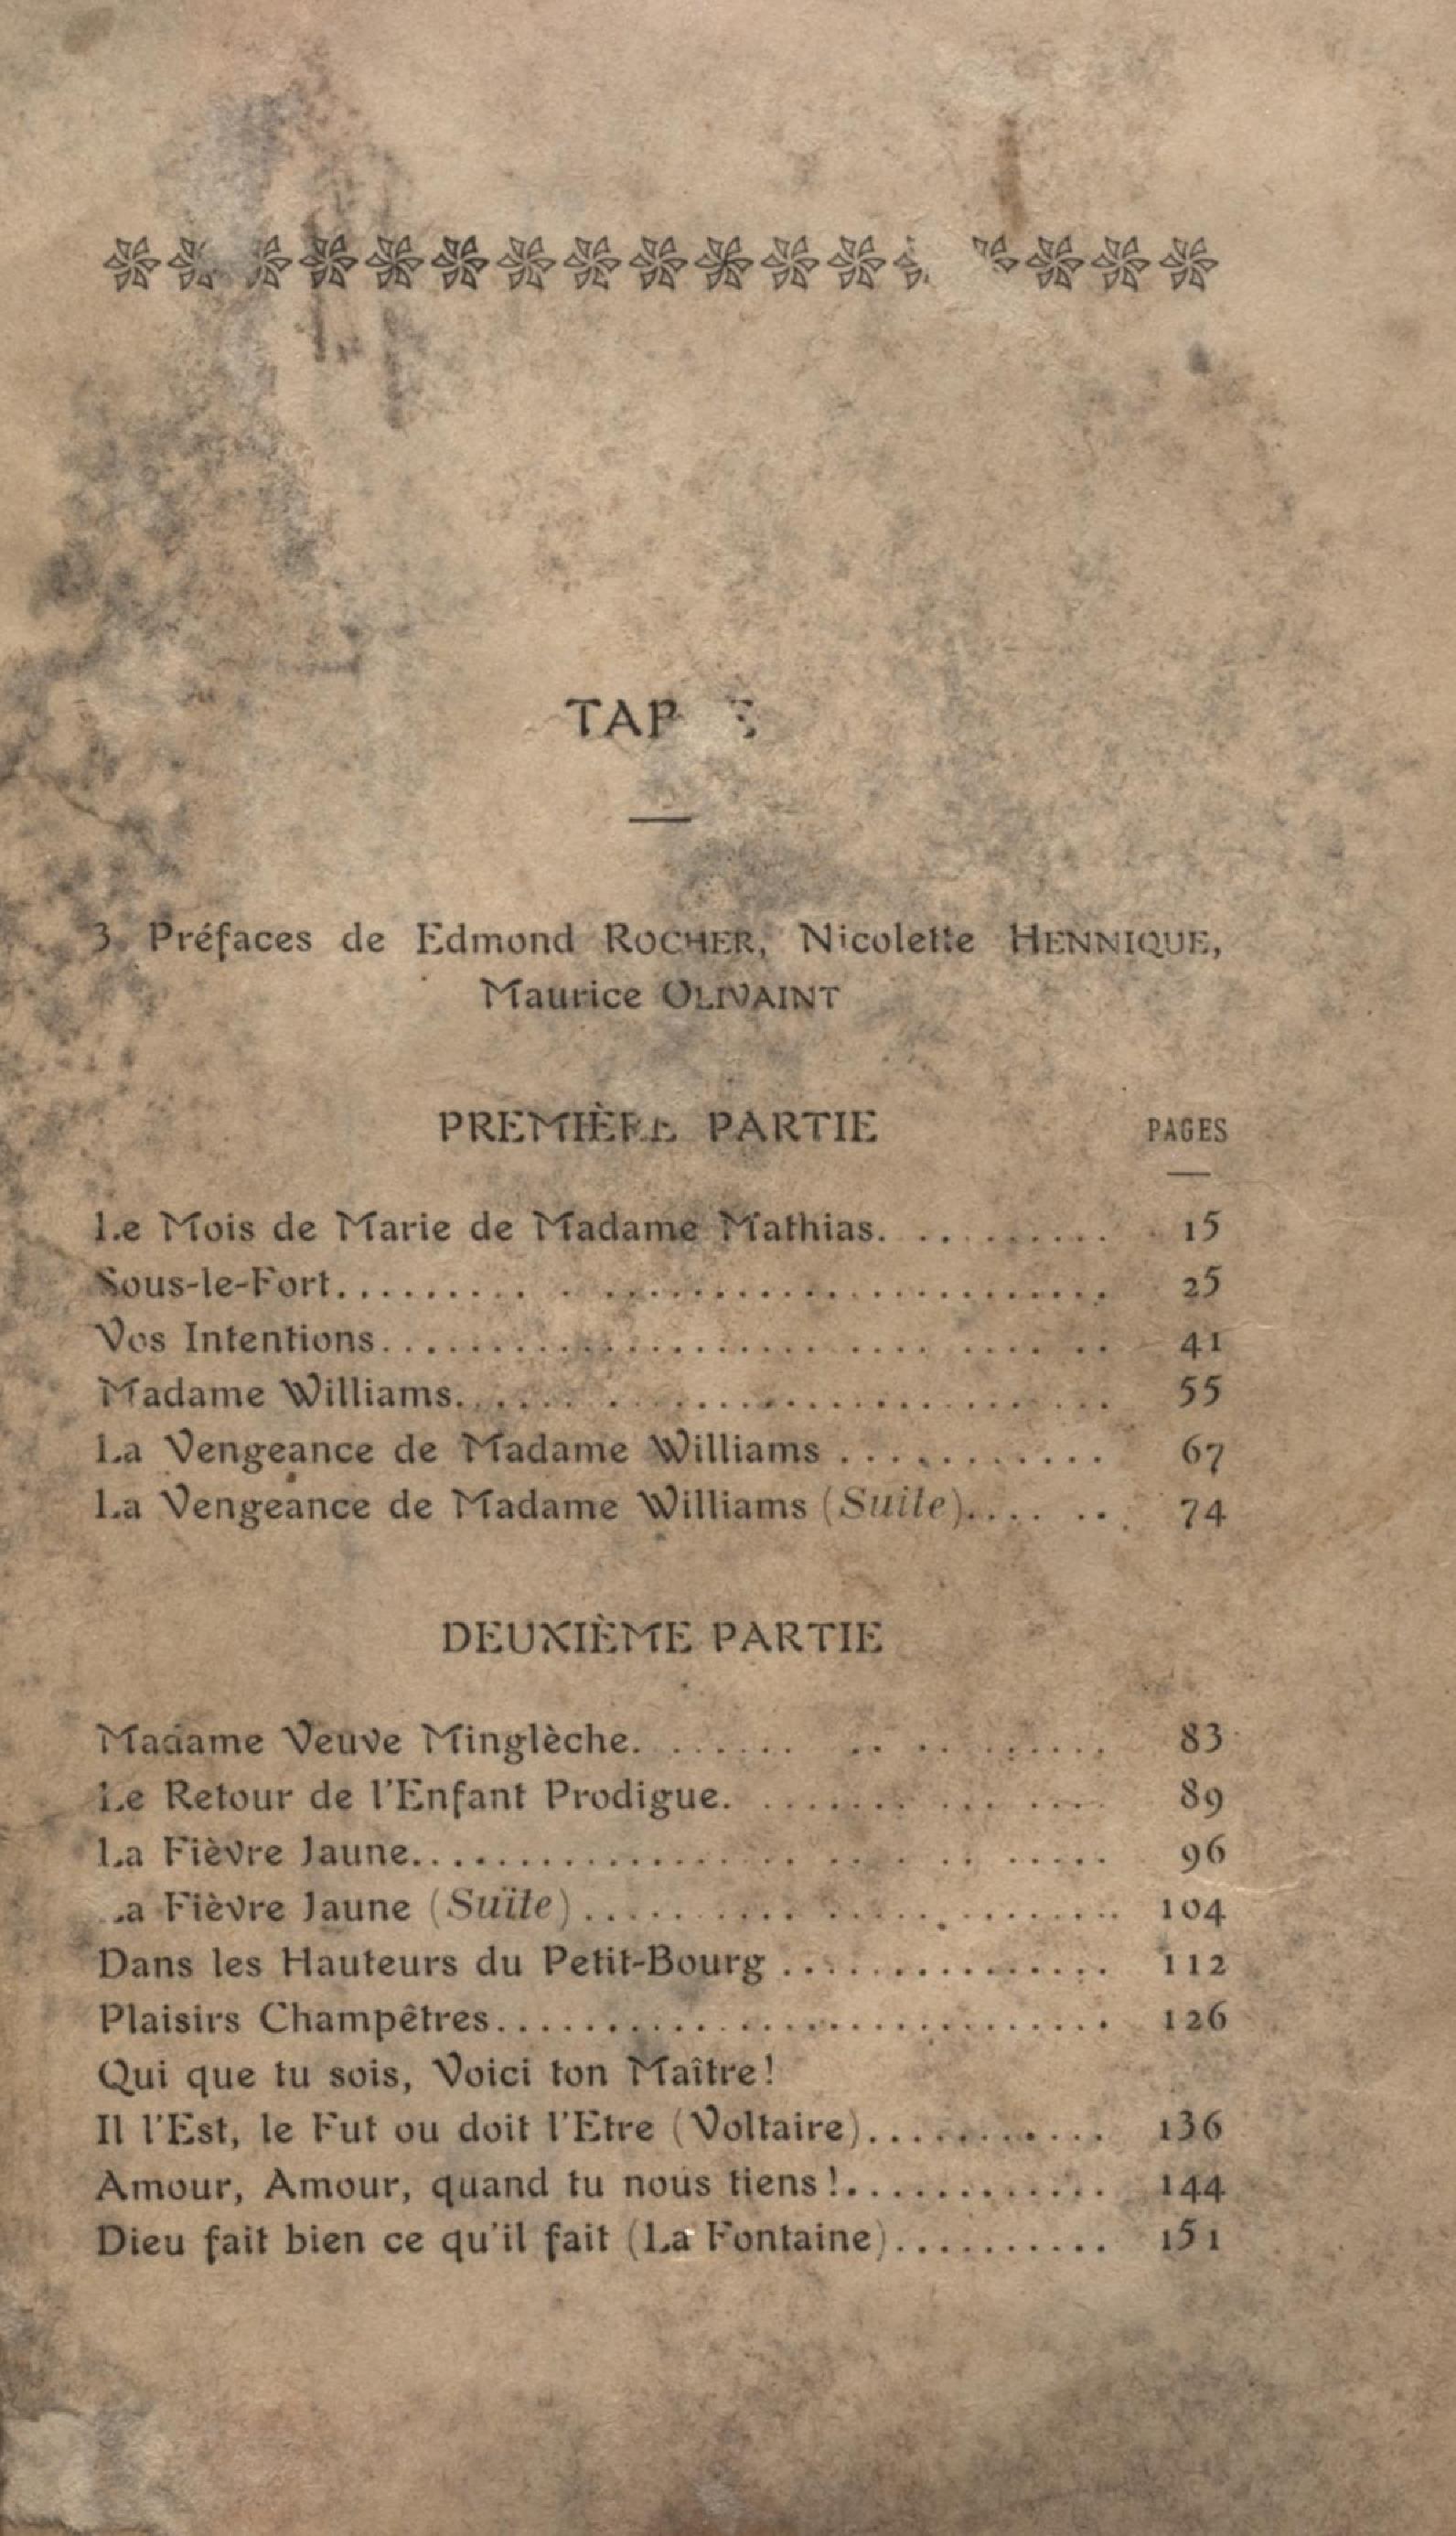 TABLE
3 Préfaces de Edmond ROCHER, Nicolette HENNIQUE,
Maurice OLIVAINT
PREMIÈRE PARTIE
PAGES
Le Mois de Marie de Madame Mathias. .......... 15
Sous-le-Fort.................................. 25
Vos Intentions................................ 41
Madame Williams............................... 55
La Vengeance de Madame Williams ............ 67
La Vengeance de Madame Williams (Suite)....... 74
DEUXIÈME PARTIE
Madame Veuve Minglèche. ................... 83
Le Retour de l'Enfant Prodigue. ................ 89
La Fièvre Jaune............................... 96
La Fièvre Jaune (Suite)........................ 104
Dans les Hauteurs du Petit-Bourg ............... 112
Plaisirs Champêtres............................ 126
Qui que tu sois, Voici ton Maître!
Il l'Est, le Fut ou doit l'Etre (Voltaire)........... 136
Amour, Amour, quand tu nous tiens!............ 144
Dieu fait bien ce qu'il fait (La Fontaine).......... 151